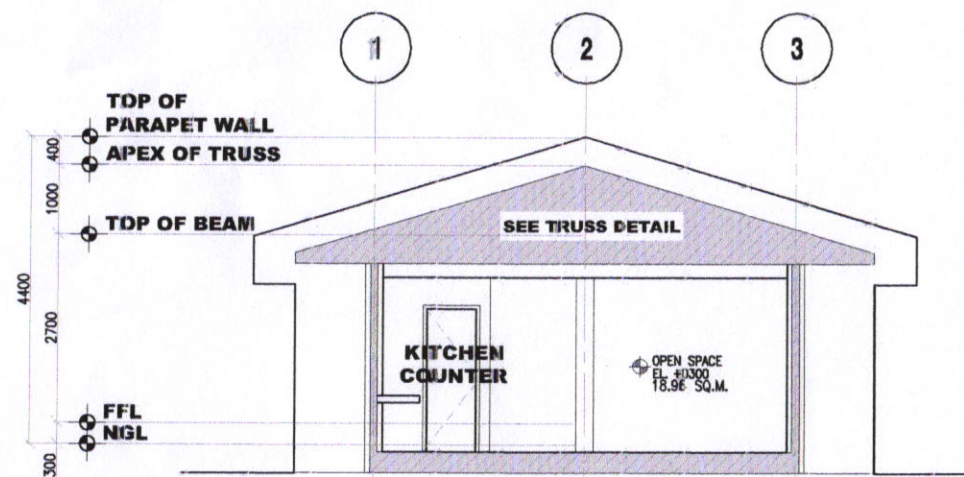 1
2
3
TOP OF
PARAPET WALL
APEX OF TRUSS
TOP OF BEAM
400
1000
4400
2700
300
SEE TRUSS DETAIL
KITCHEN
COUNTER
OPEN SPACE
EL +0300
18.96 SQ.M.
FFL
NGL